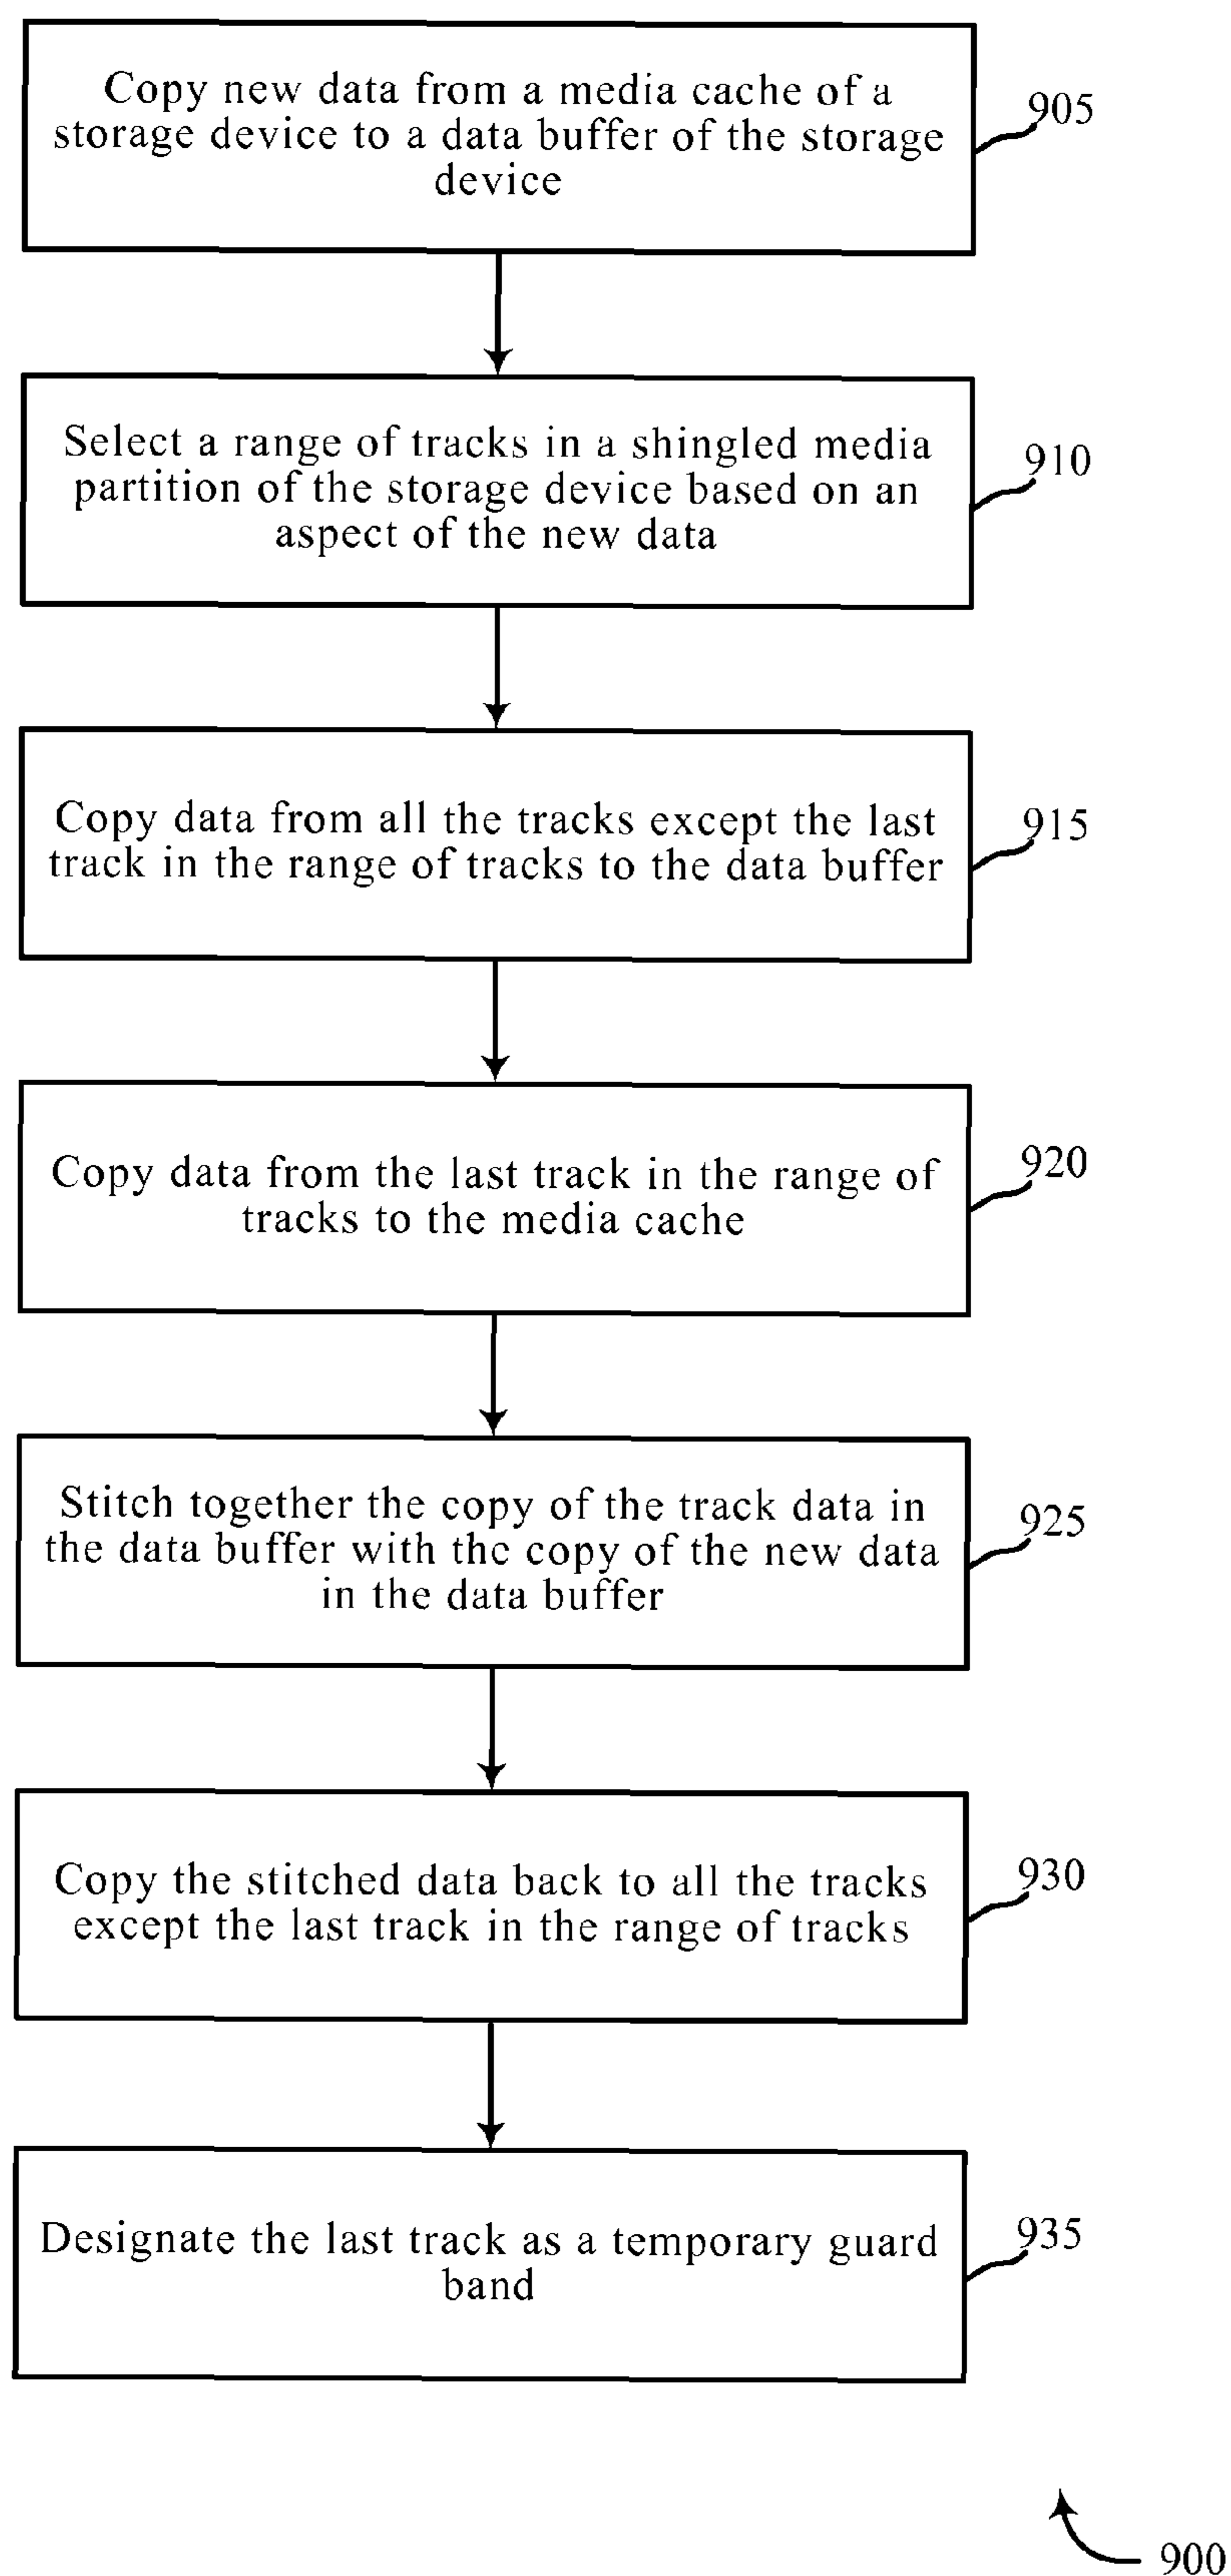 Copy new data from a media cache of a
storage device to a data buffer of the storage
device
905
Select a range of tracks in a shingled media
partition of the storage device based on an
aspect of the new data
910
Copy data from all the tracks except the last
track in the range of tracks to the data buffer
915
Copy data from the last track in the range of
tracks to the media cache
920
Stitch together the copy of the track data in
the data buffer with thc copy of the new data
in the data buffer
925
Copy the stitched data back to all the tracks
except the last track in the range of tracks
930
Designate the last track as a temporary guard
band
935
900